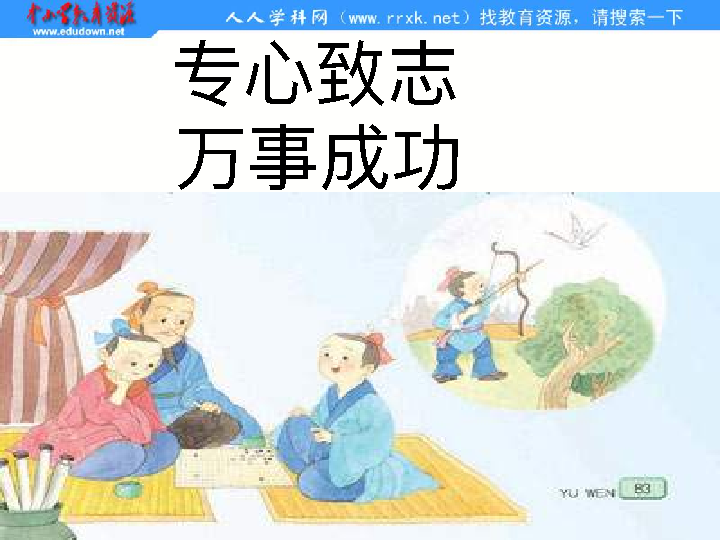 中小学教育资源
www.edudown.net
人人学科网（www.rrxk.net）找教育资源，请搜索一下
专心致志
万事成功
YU WEN 83